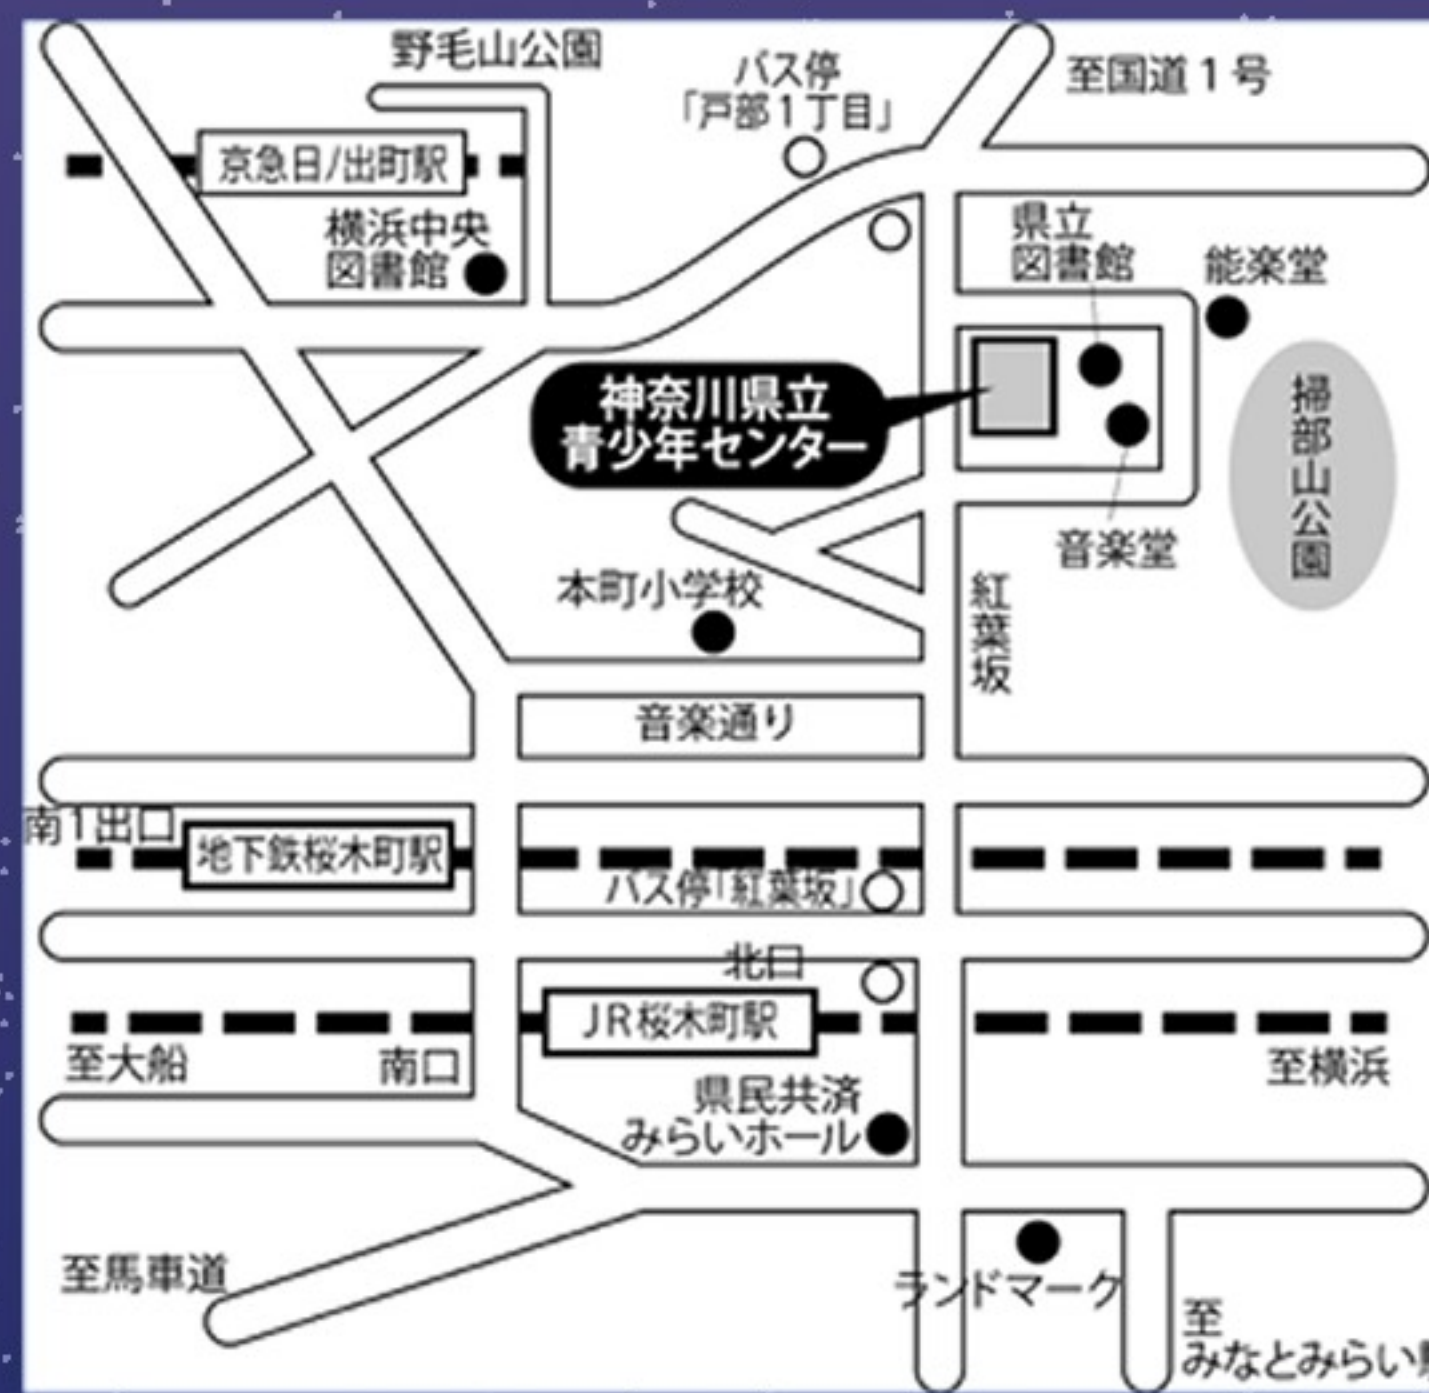 野毛山公園
バス停
「戸部1丁目」
至国道1号
京急日ノ出町駅
横浜中央
図書館
県立
図書館
能楽堂
神奈川県立
青少年センター
掃部山公園
音楽堂
本町小学校
紅葉坂
音楽通り
南1出口
地下鉄桜木町駅
バス停「紅葉坂」
北口
JR桜木町駅
至大船
南口
至横浜
県民共済
みらいホール
至馬車道
ランドマーク
至
みなとみらい